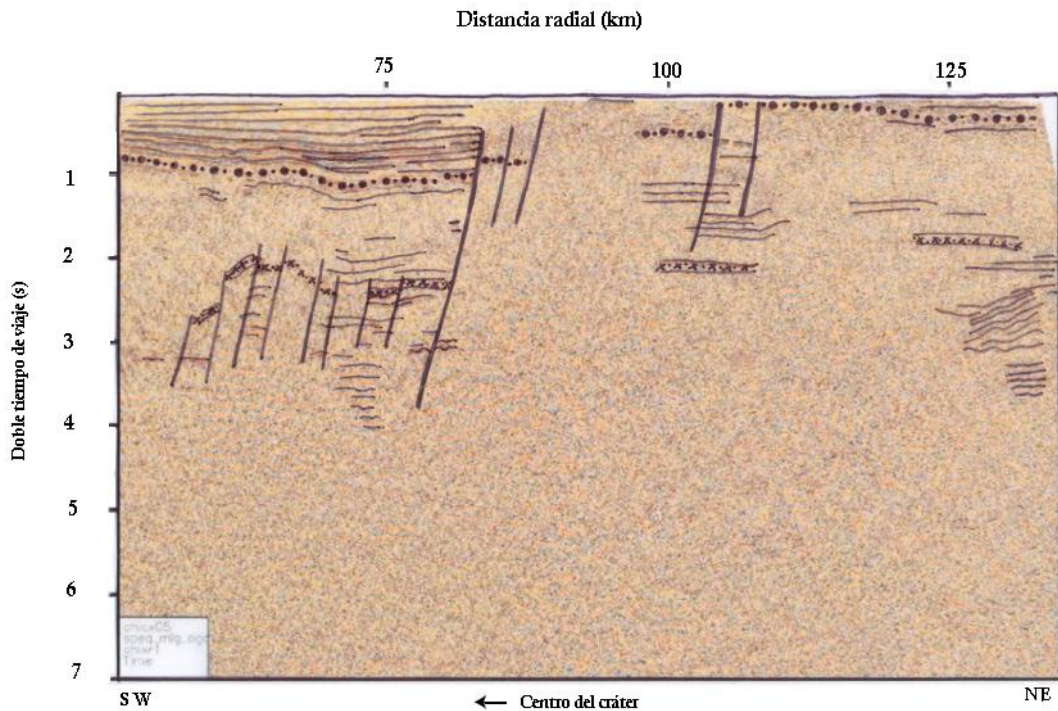 Distancia radial (km)
75 100 125
Doble tiempo de viaje (s)
1
2
3
4
5
6
7
Time
SW ← Centro del cráter NE